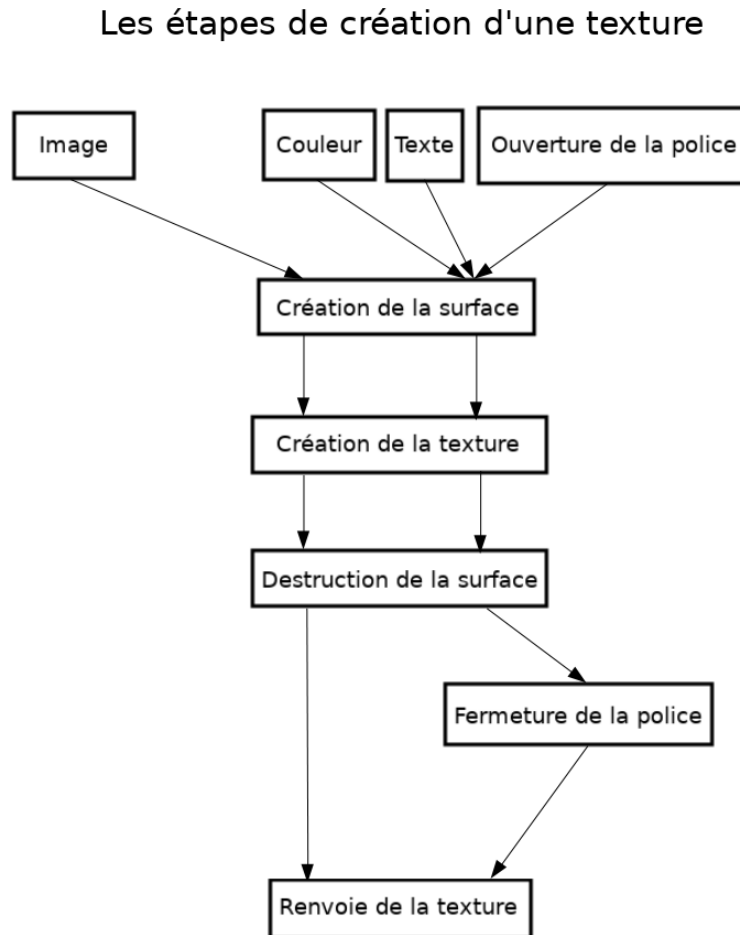 Les étapes de création d'une texture
Image
Couleur
Texte
Ouverture de la police
Création de la surface
Création de la texture
Destruction de la surface
Fermeture de la police
Renvoie de la texture